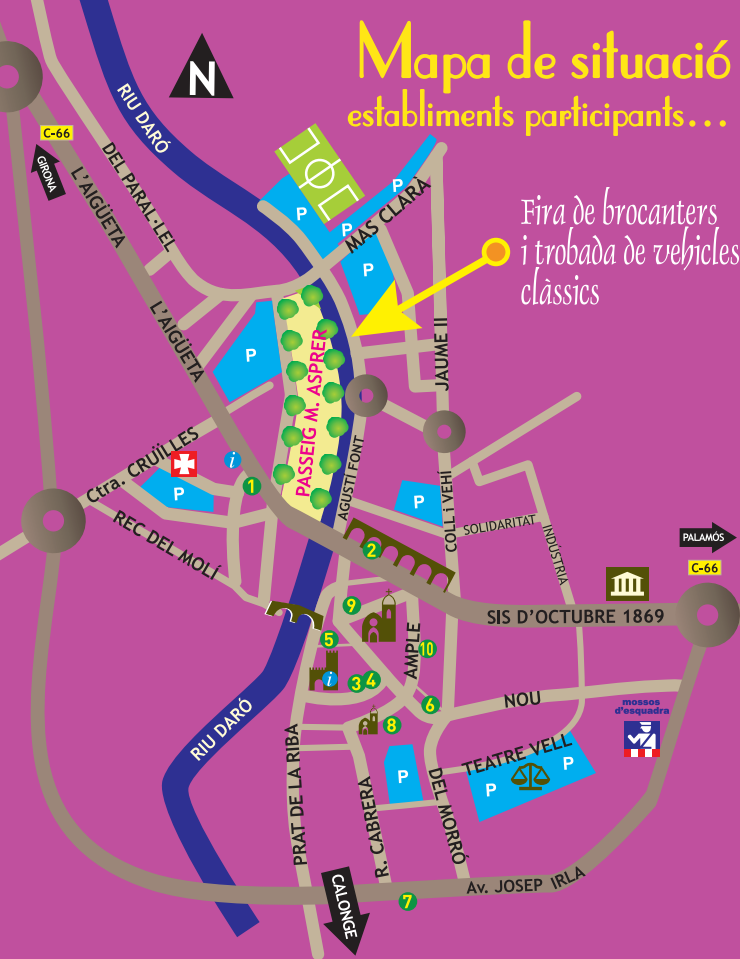 Mapa de situació
establiments participants...
N
RIU DARÓ
C-66
GIRONA
DEL PARAL·LEL
L'AIGÜETA
P
P
P
MAS CLARÀ
P
Fira de brocanters
i trobada de vehicles
clàssics
L'AIGÜETA
P
PASSEIG M. ASPRER
JAUME II
AGUSTÍ FONT
Ctra. CRUÏLLES
i
1
P
P
COLL i VEHÍ
SOLIDARITAT
INDÚSTRIA
REC DEL MOLÍ
2
PALAMÓS
C-66
SIS D'OCTUBRE 1869
9
5
AMPLE
10
i
3
4
6
8
NOU
mossos
d'esquadra
RIU DARÓ
PRAT DE LA RIBA
R. CABRERA
P
DEL MORRÓ
TEATRE VELL
P
P
CALONGE
7
Av. JOSEP IRLA